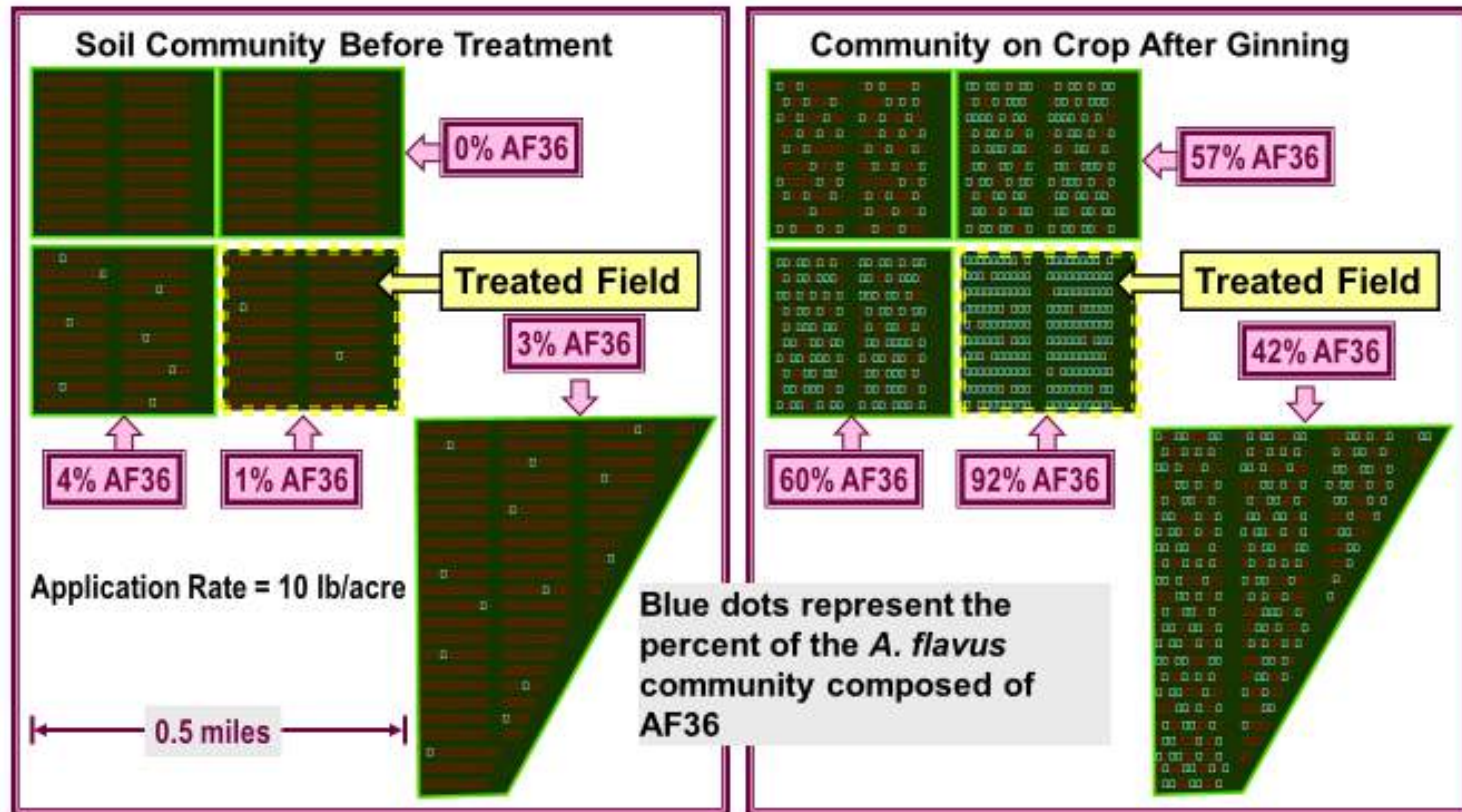 Soil Community Before Treatment
0% AF36
Treated Field
3% AF36
4% AF36
1% AF36
Application Rate = 10 lb/acre
0.5 miles
Community on Crop After Ginning
57% AF36
Treated Field
42% AF36
60% AF36
92% AF36
Blue dots represent the
percent of the A. flavus
community composed of
AF36